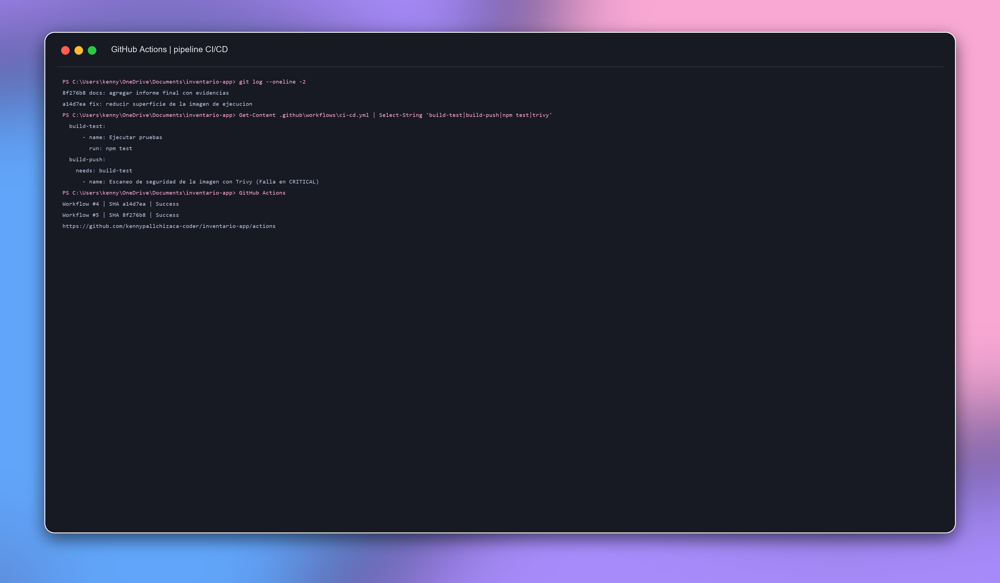 GitHub Actions | pipeline CI/CD
PS C:\Users\kenny\OneDrive\Documents\inventario-app> git log --oneline -2
8f276b8 docs: agregar informe final con evidencias
a14d7ea fix: reducir superficie de la imagen de ejecucion
PS C:\Users\kenny\OneDrive\Documents\inventario-app> Get-Content .github\workflows\ci-cd.yml | Select-String 'build-test|build-push|npm test|trivy'
  build-test:
      - name: Ejecutar pruebas
        run: npm test
  build-push:
    needs: build-test
      - name: Escaneo de seguridad de la imagen con Trivy (Falla en CRITICAL)
PS C:\Users\kenny\OneDrive\Documents\inventario-app> GitHub Actions
Workflow #4 | SHA a14d7ea | Success
Workflow #5 | SHA 8f276b8 | Success
https://github.com/kennypallchizaca-coder/inventario-app/actions